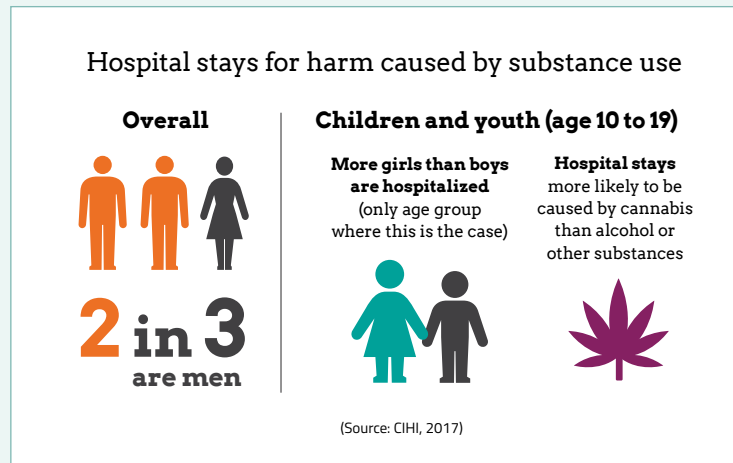 Hospital stays for harm caused by substance use
Overall
2 in 3
are men
Children and youth (age 10 to 19)
More girls than boys
are hospitalized
(only age group
where this is the case)
Hospital stays
more likely to be
caused by cannabis
than alcohol or
other substances
(Source: CIHI, 2017)